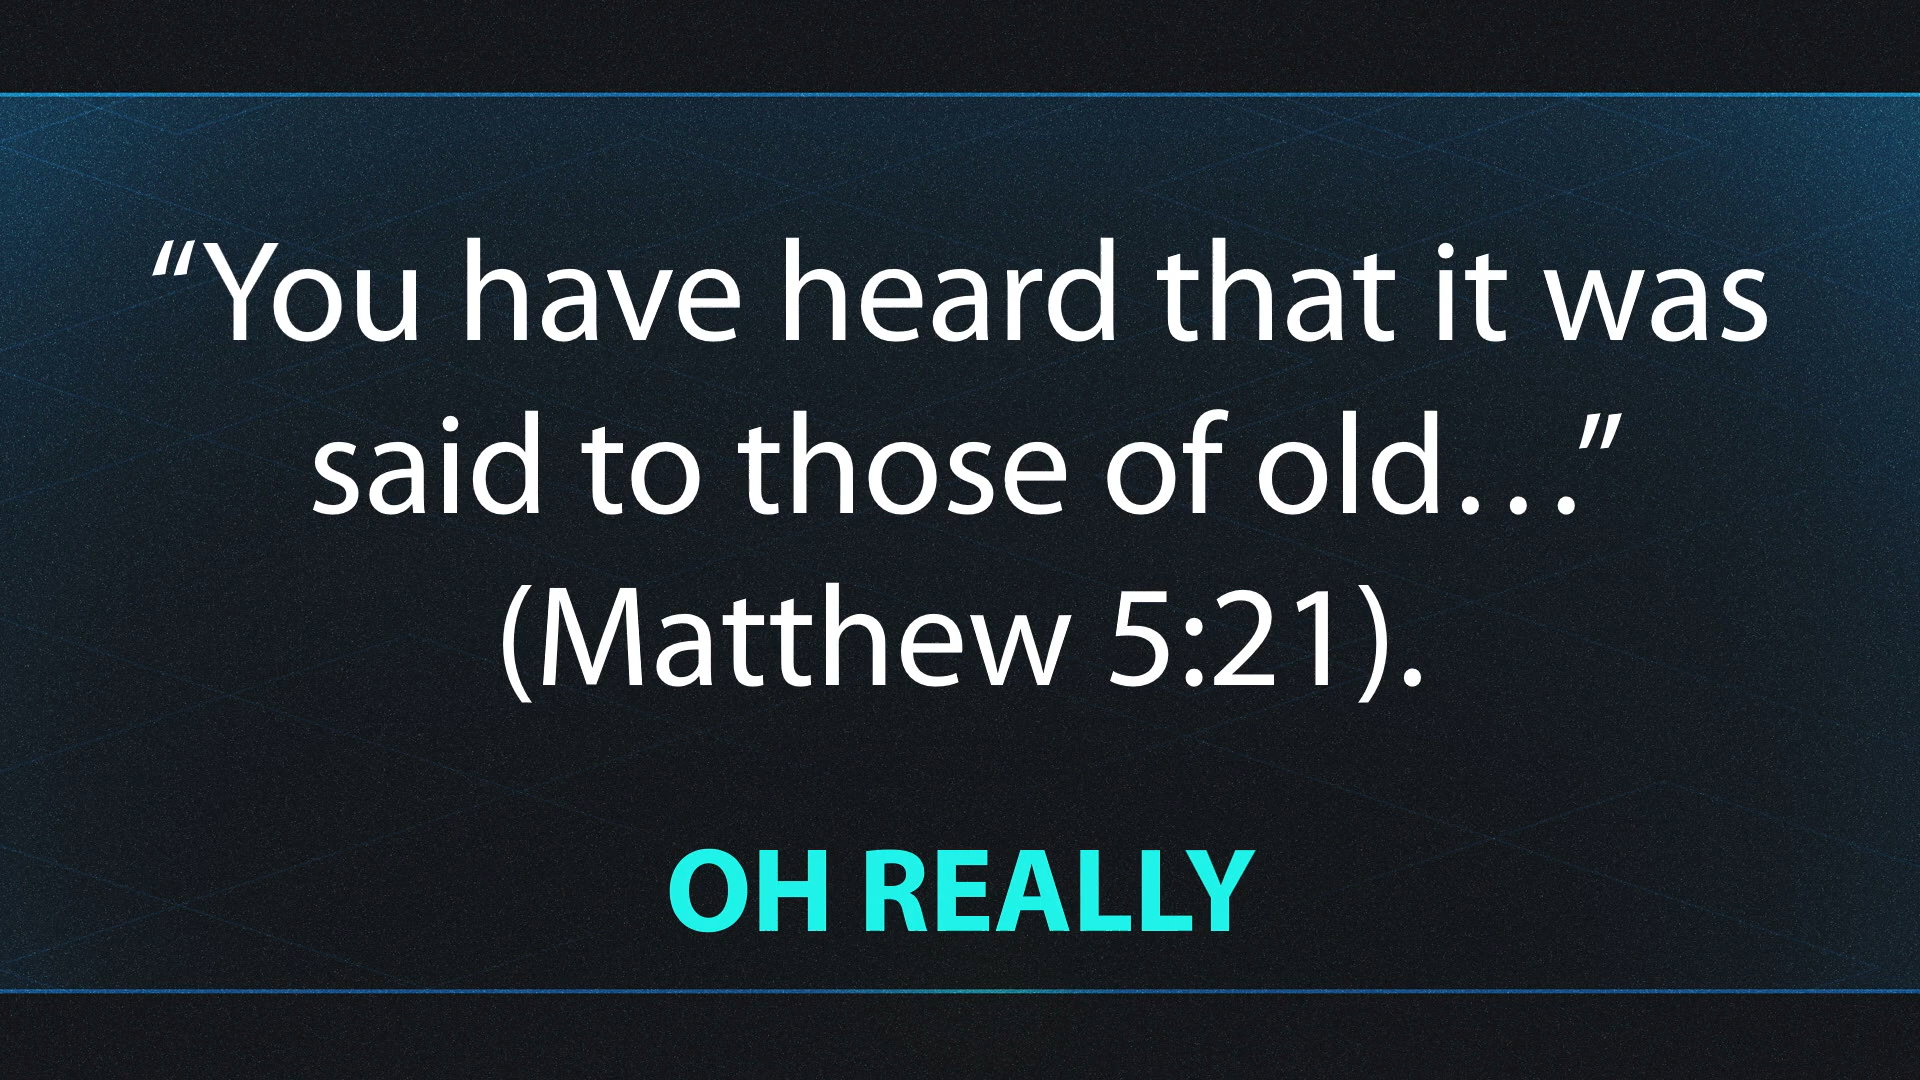 “You have heard that it was
said to those of old…”
(Matthew 5:21).
OH REALLY